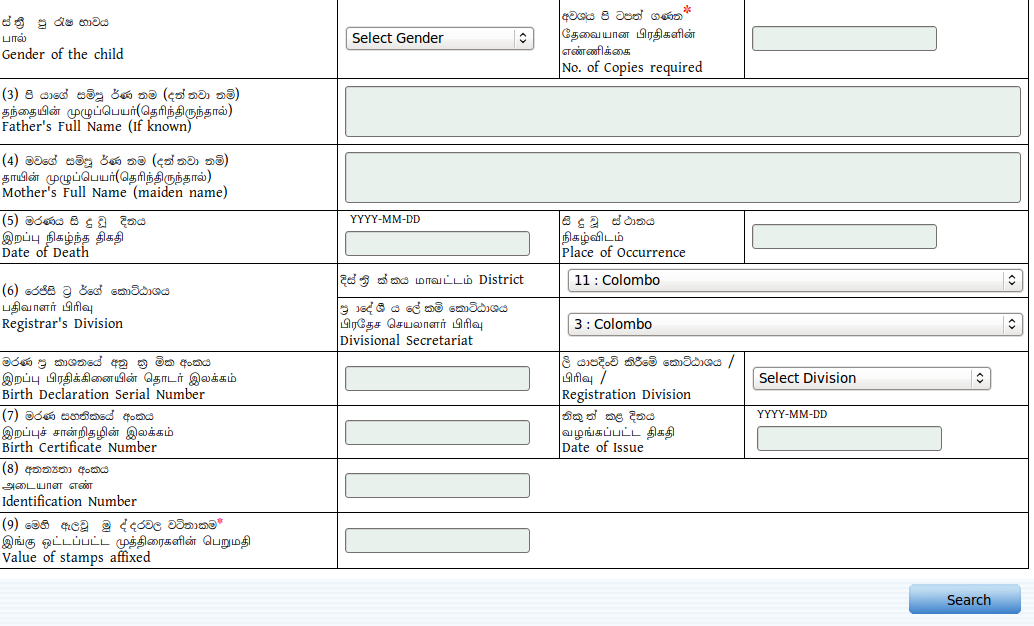 ස්ත්‍රී පුරුෂ භාවය
பால்
Gender of the child
Select Gender
අවශ්‍ය පිටපත් ගණන*
தேவையான பிரதிகளின்
எண்ணிக்கை
No. of Copies required
(3) පියාගේ සම්පූර්ණ නම (දන්නවා නම්)
தந்தையின் முழுப்பெயர்(தெரிந்திருந்தால்)
Father's Full Name (If known)
(4) මවගේ සම්පූර්ණ නම (දන්නවා නම්)
தாயின் முழுப்பெயர்(தெரிந்திருந்தால்)
Mother's Full Name (maiden name)
(5) මරණය සිදුවූ දිනය
இறப்பு நிகழ்ந்த திகதி
Date of Death
YYYY-MM-DD
සිදුවූ ස්ථානය
நிகழ்விடம்
Place of Occurrence
(6) රෙජිස්ට්‍රාර්ගේ කොට්ඨාශය
பதிவாளர் பிரிவு
Registrar's Division
දිස්ත්‍රික්කය மாவட்டம் District
11 : Colombo
ප්‍රාදේශීය ලේකම් කොට්ඨාශය
பிரதேச செயலாளர் பிரிவு
Divisional Secretariat
3 : Colombo
මරණ ප්‍රකාශනයේ අනුක්‍රමික අංකය
இறப்பு பிரதிக்கினையின் தொடர் இலக்கம்
Birth Declaration Serial Number
ලියාපදිංචි කිරීමේ කොට්ඨාශය /
பிரிவு /
Registration Division
Select Division
(7) මරණ සහතිකයේ අංකය
இறப்புச் சான்றிதழின் இலக்கம்
Birth Certificate Number
නිකුත් කළ දිනය
வழங்கப்பட்ட திகதி
Date of Issue
YYYY-MM-DD
(8) අනන්‍යතා අංකය
அடையாள எண்
Identification Number
(9) මෙහි ඇලවූ මුද්දරවල වටිනාකම*
இங்கு ஒட்டப்பட்ட முத்திரைகளின் பெறுமதி
Value of stamps affixed
Search